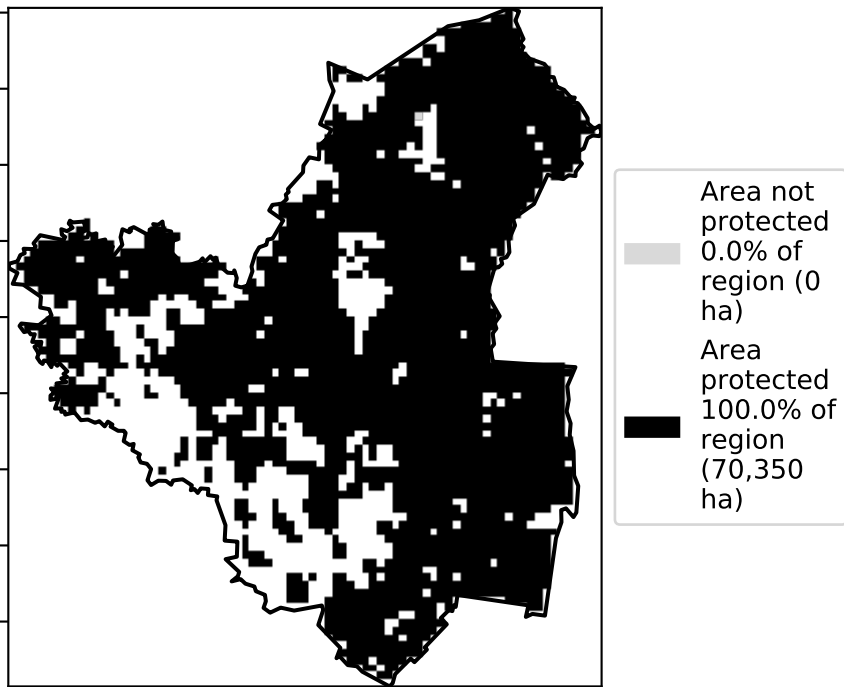 Area not
protected
0.0% of
region (0
ha)
Area
protected
100.0% of
region
(70,350
ha)